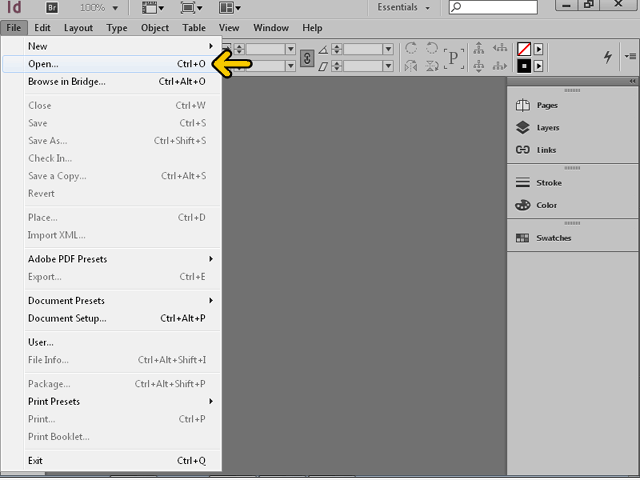 Id Br 100% Essentials
File Edit Layout Type Object Table View Window Help
New
Open... Ctrl+O
Browse in Bridge... Ctrl+Alt+O
Close Ctrl+W
Save Ctrl+S
Save As... Ctrl+Shift+S
Check In...
Save a Copy... Ctrl+Alt+S
Revert
Place... Ctrl+D
Import XML...
Adobe PDF Presets
Export... Ctrl+E
Document Presets
Document Setup... Ctrl+Alt+P
User...
File Info... Ctrl+Alt+Shift+I
Package... Ctrl+Alt+Shift+P
Print Presets
Print... Ctrl+P
Print Booklet...
Exit Ctrl+Q
P
Pages
Layers
Links
Stroke
Color
Swatches